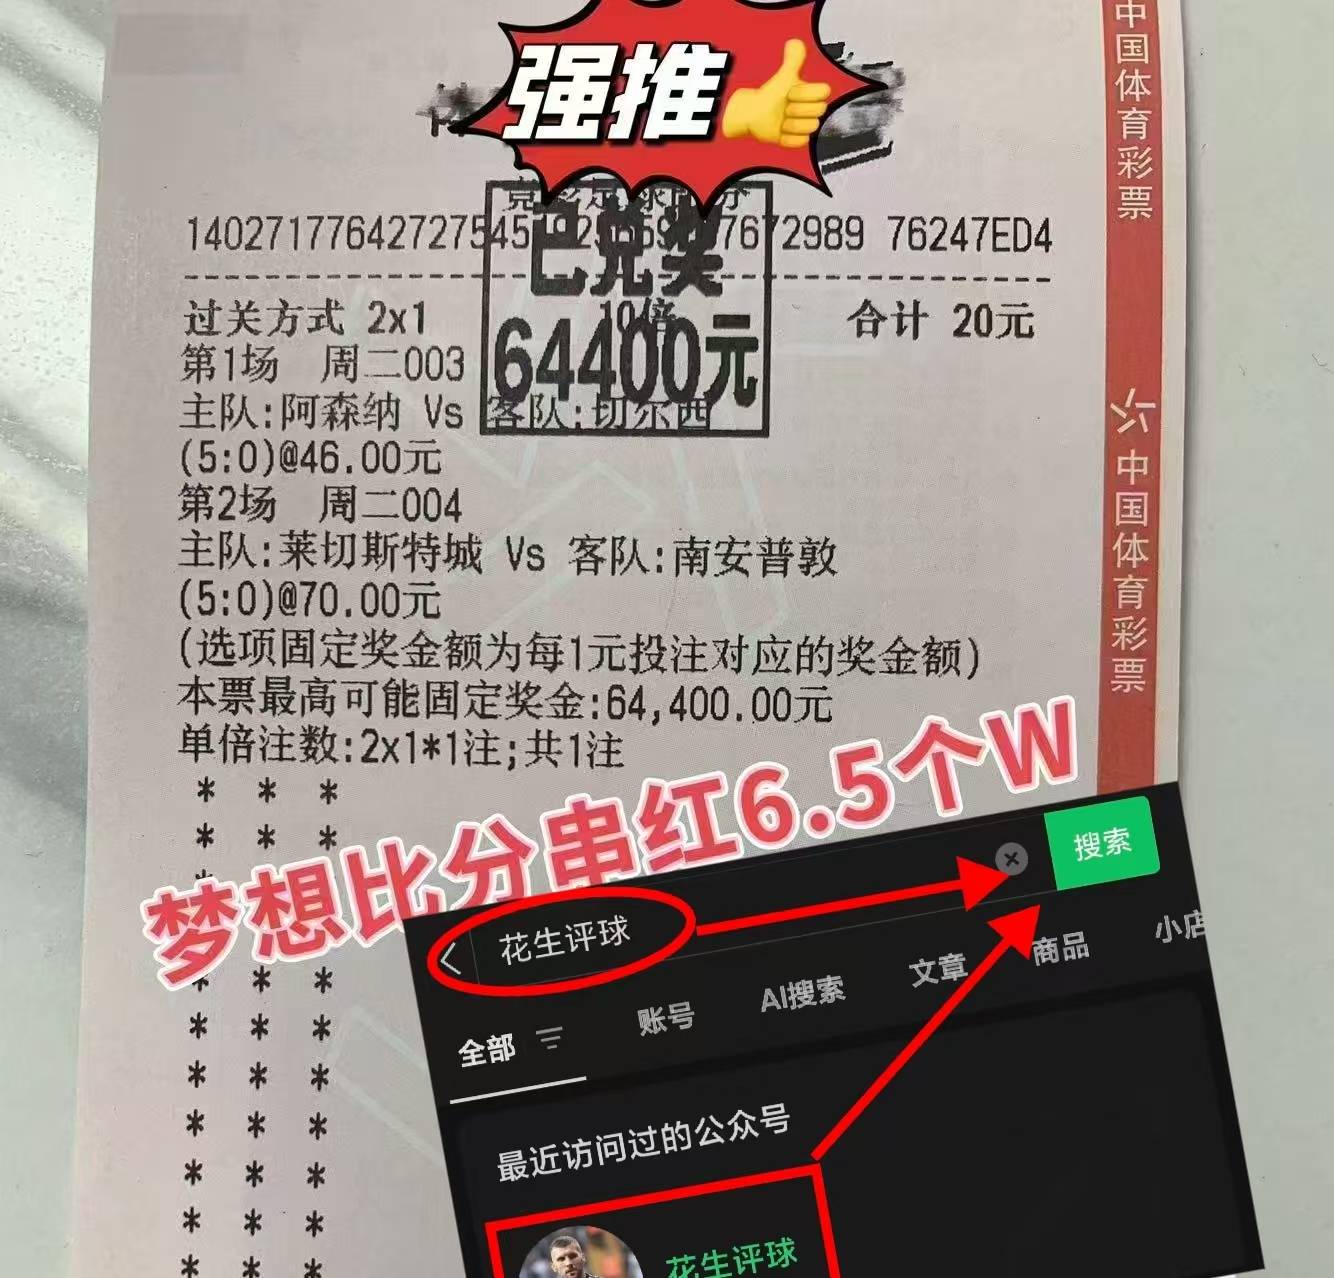 强推
已兑奖
64400元
过关方式 2x1 10倍 合计 20元
第1场 周二003
主队:阿森纳 Vs 客队:切尔西
(5:0)@46.00元
第2场 周二004
主队:莱切斯特城 Vs 客队:南安普敦
(5:0)@70.00元
(选项固定奖金额为每1元投注对应的奖金额)
本票最高可能固定奖金:64,400.00元
单倍注数:2x1*1注;共1注
梦想比分串红6.5个W
中国体育彩票
中国体育彩票
花生评球
搜索
全部 账号 AI搜索 文章 商品 小店
最近访问过的公众号
花生评球